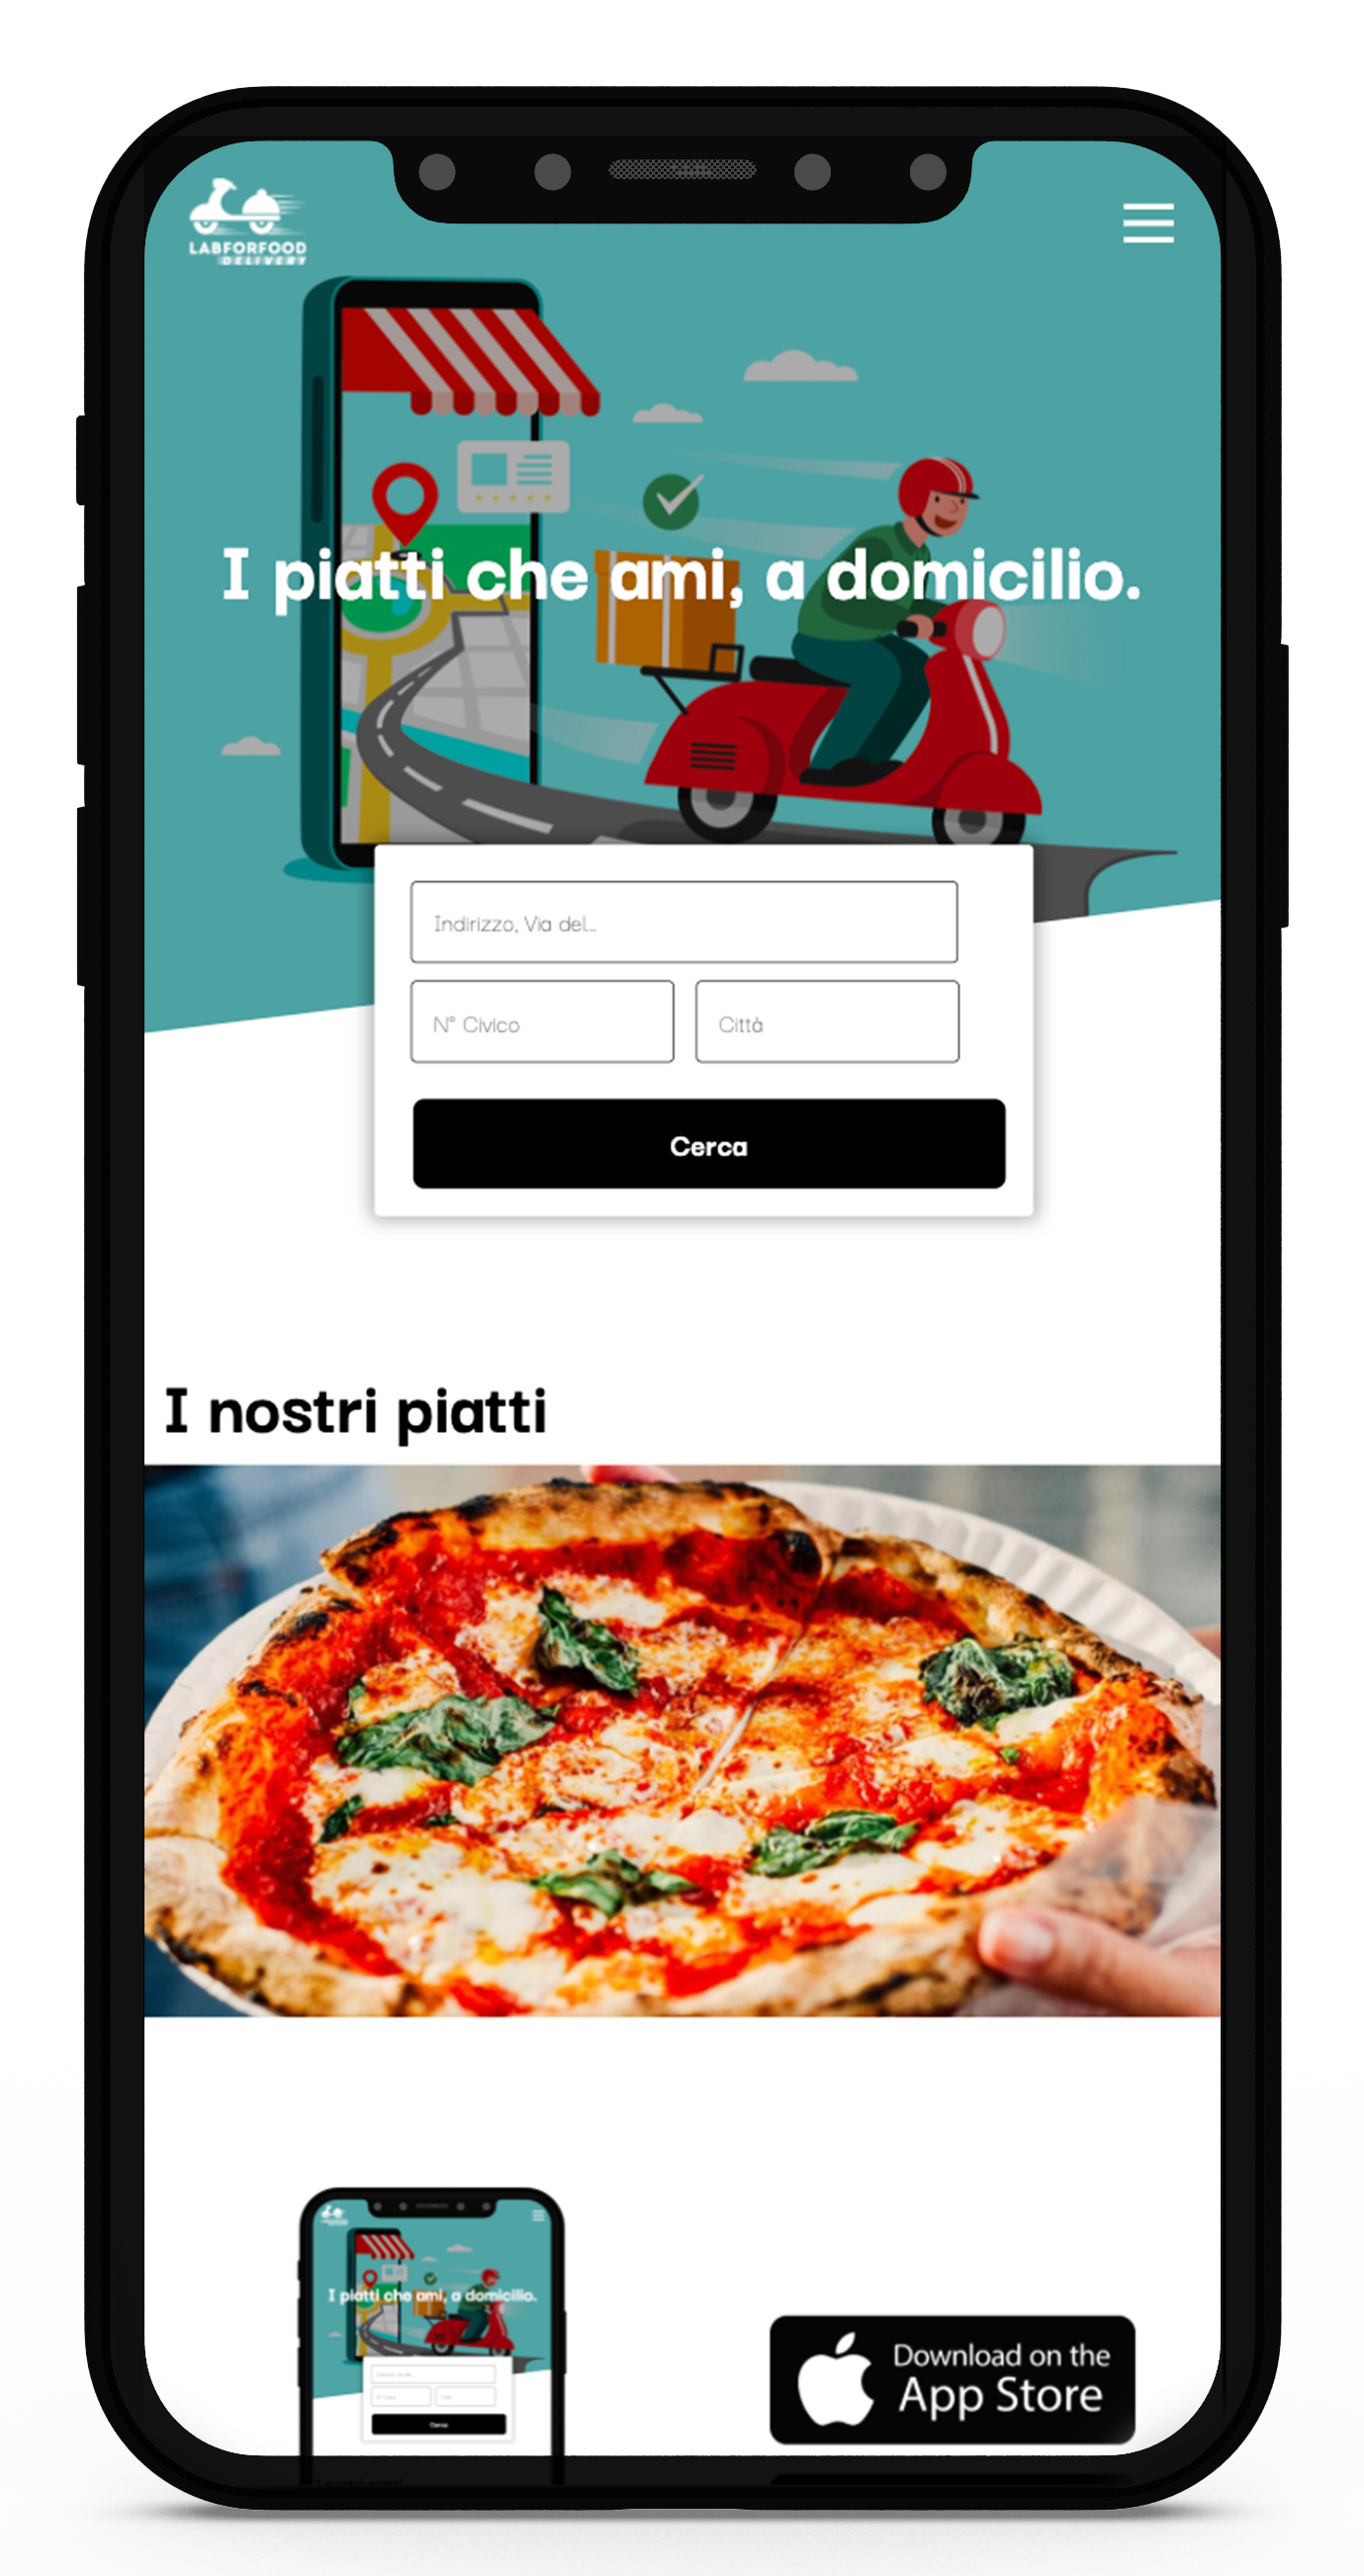 LABFORFOOD
DELIVERY
I piatti che ami, a domicilio.
Indirizzo, Via del...
N° Civico
Città
Cerca
I nostri piatti
I piatti che ami, a domicilio.
Cerca
Download on the
App Store